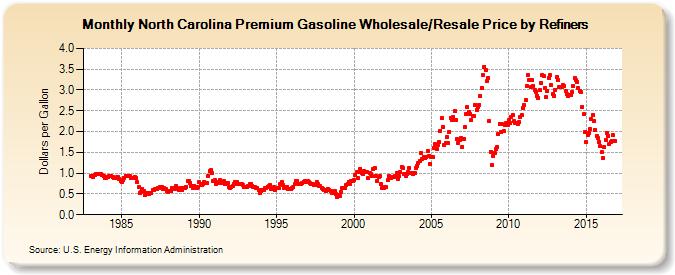 Monthly North Carolina Premium Gasoline Wholesale/Resale Price by Refiners
Dollars per Gallon
4.0
3.5
3.0
2.5
2.0
1.5
1.0
0.5
0.0
1985 1990 1995 2000 2005 2010 2015
Source: U.S. Energy Information Administration